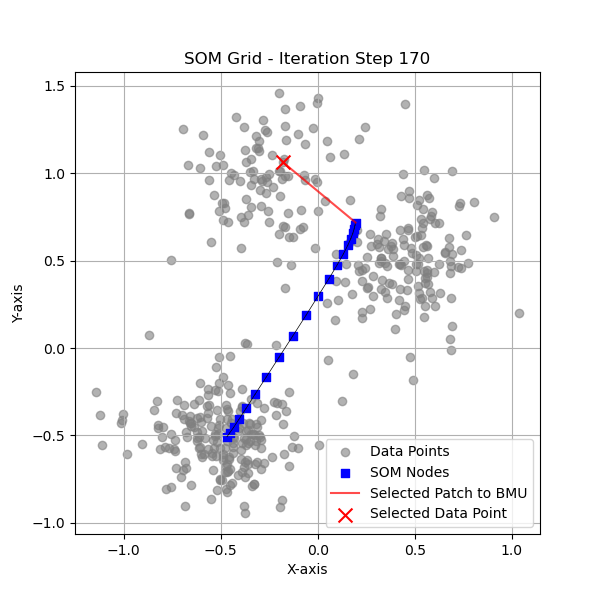 SOM Grid - Iteration Step 170
Y-axis
1.5
1.0
0.5
0.0
−0.5
−1.0
−1.0 −0.5 0.0 0.5 1.0
X-axis
Data Points
SOM Nodes
Selected Patch to BMU
Selected Data Point